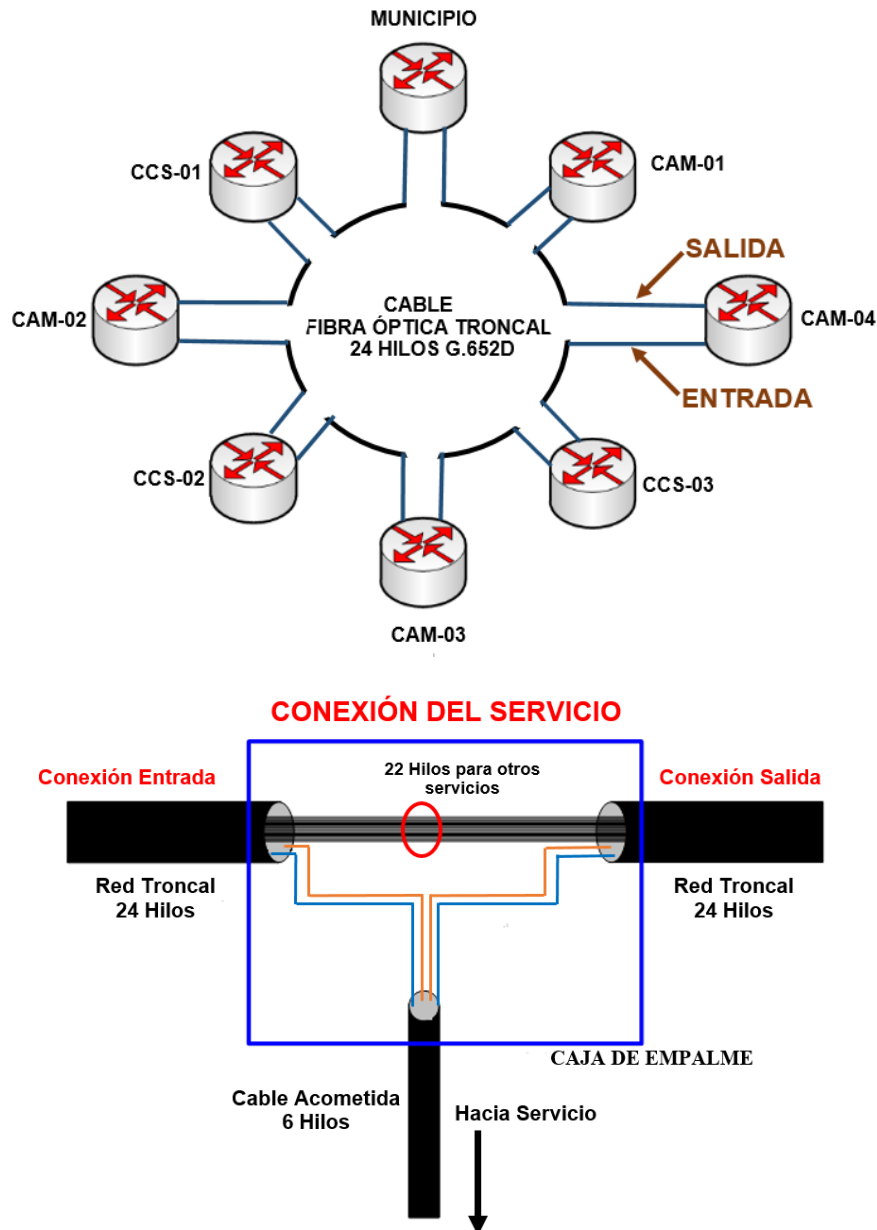 MUNICIPIO
CCS-01
CAM-01
SALIDA
CAM-02
CABLE
FIBRA ÓPTICA TRONCAL
24 HILOS G.652D
CAM-04
ENTRADA
CCS-02
CCS-03
CAM-03
CONEXIÓN DEL SERVICIO
Conexión Entrada
22 Hilos para otros
servicios
Conexión Salida
Red Troncal
24 Hilos
Red Troncal
24 Hilos
CAJA DE EMPALME
Cable Acometida
6 Hilos
Hacia Servicio